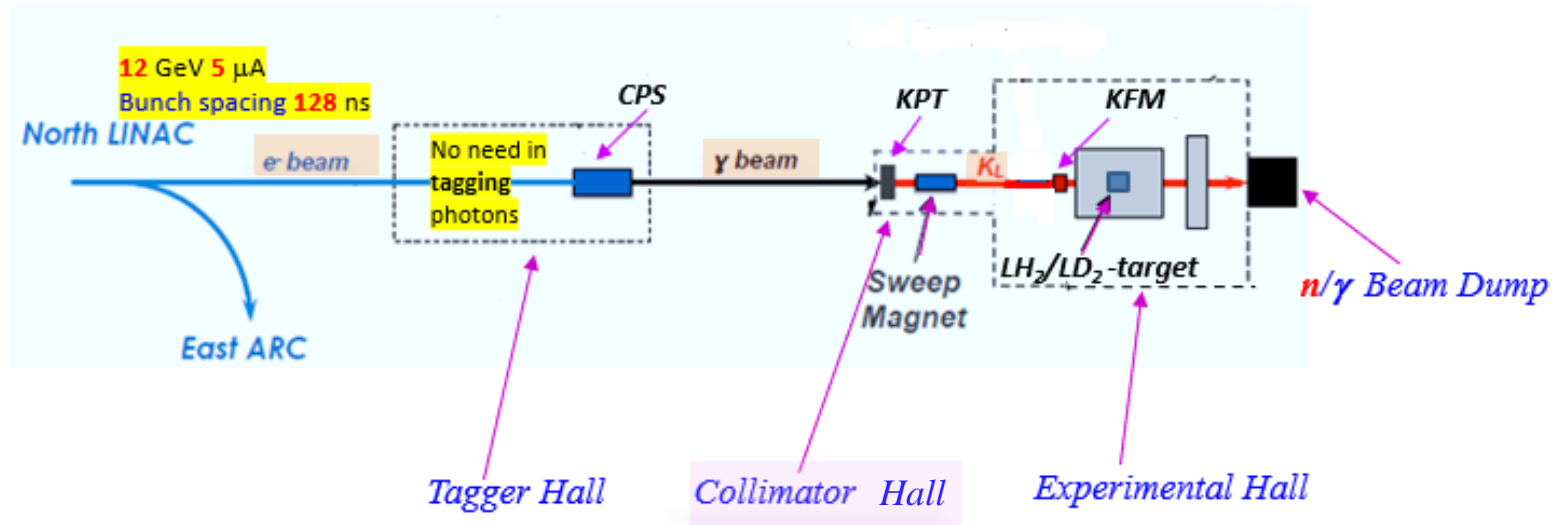 12 GeV 5 μA
Bunch spacing 128 ns
North LINAC
e⁻ beam
No need in
tagging
photons
CPS
γ beam
KPT
K_L
KFM
Sweep
Magnet
LH₂/LD₂-target
n/γ Beam Dump
East ARC
Tagger Hall
Collimator Hall
Experimental Hall